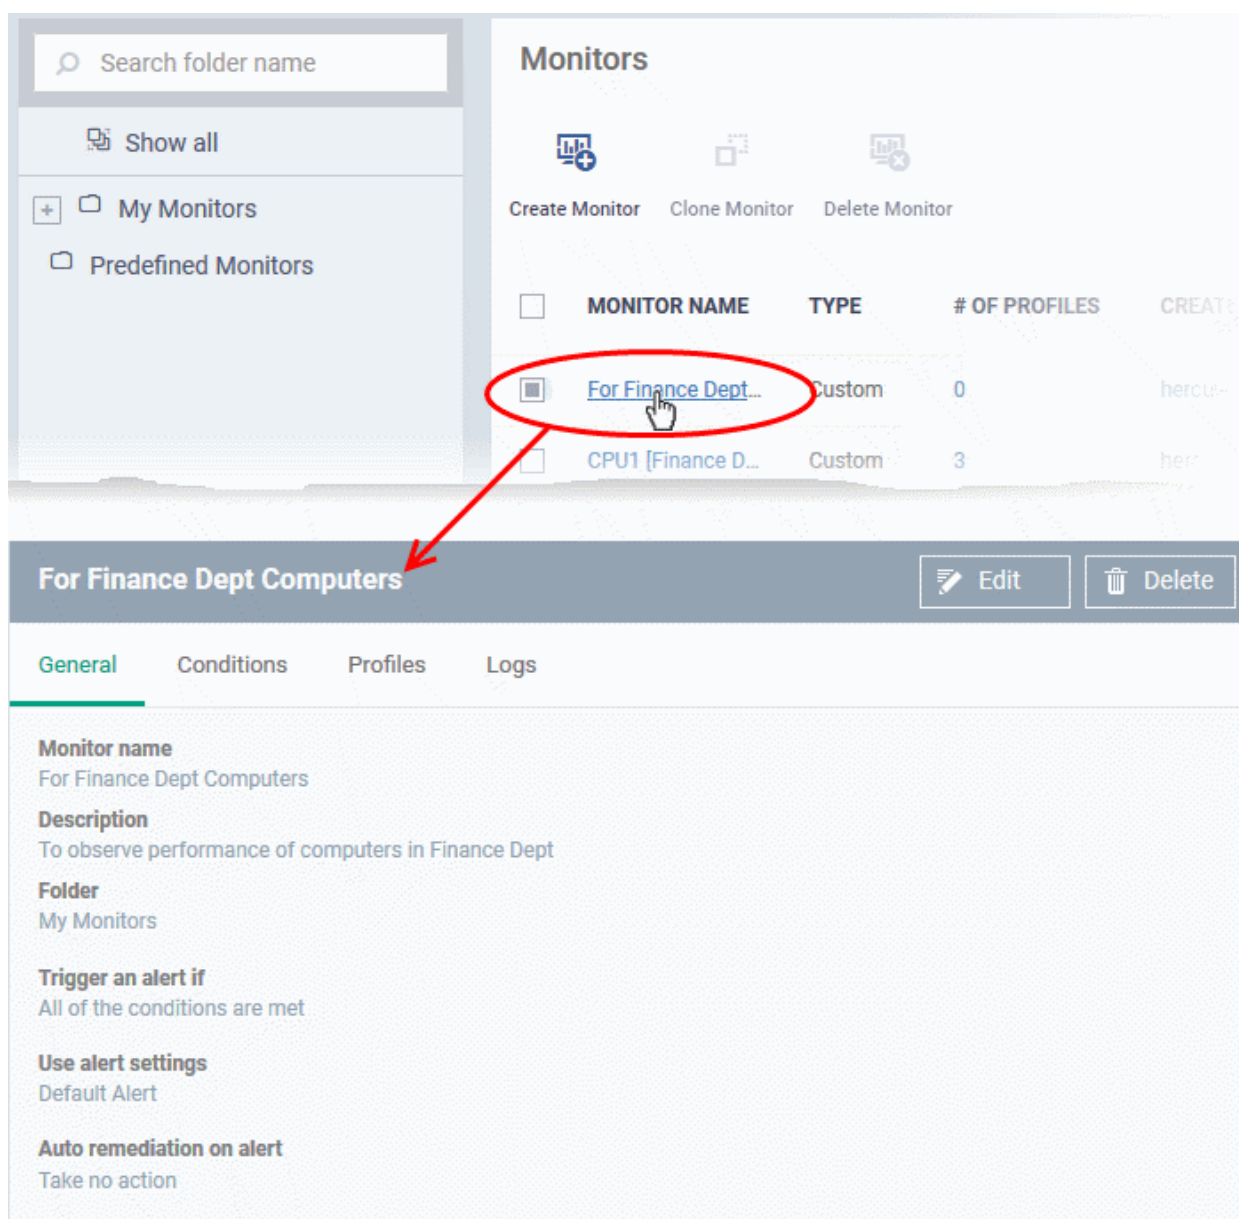 Search folder name
Show all
My Monitors
Predefined Monitors
Monitors
Create Monitor Clone Monitor Delete Monitor
MONITOR NAME TYPE # OF PROFILES CREATE
For Finance Dept... Custom 0
CPU1 [Finance D... Custom 3
For Finance Dept Computers Edit Delete
General Conditions Profiles Logs
Monitor name
For Finance Dept Computers
Description
To observe performance of computers in Finance Dept
Folder
My Monitors
Trigger an alert if
All of the conditions are met
Use alert settings
Default Alert
Auto remediation on alert
Take no action